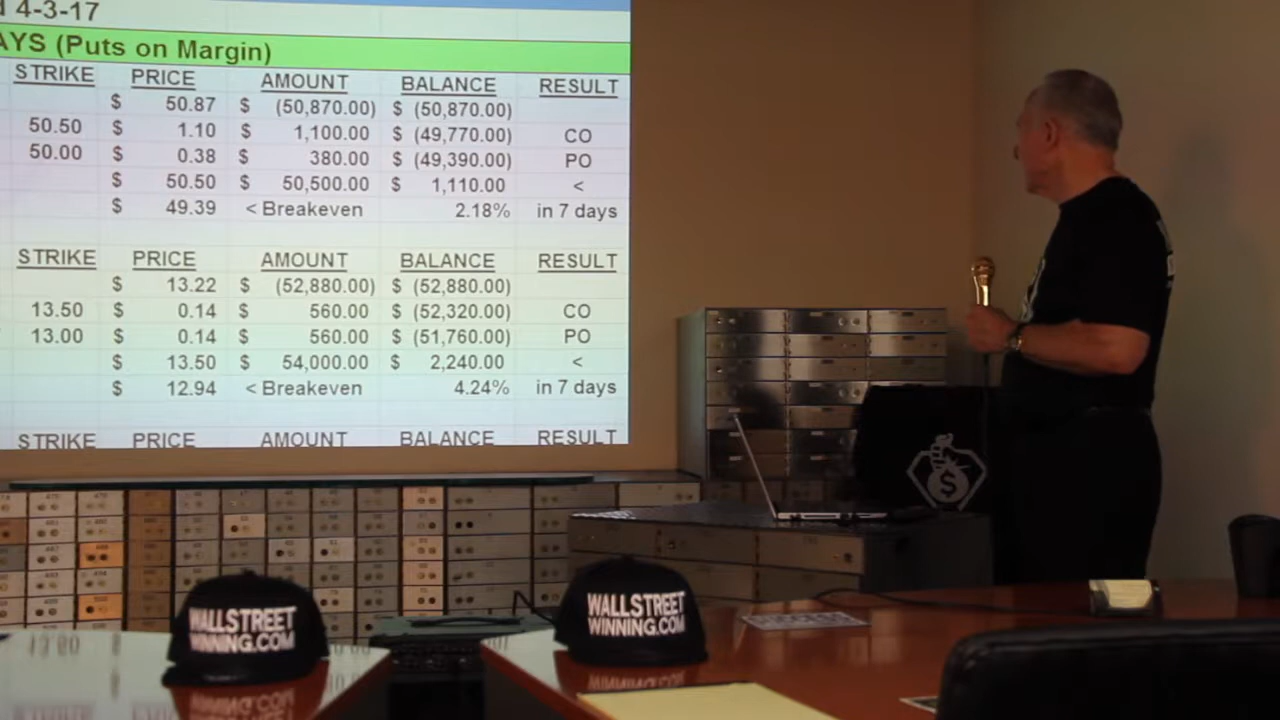 4-3-17
AYS (Puts on Margin)
STRIKE PRICE AMOUNT BALANCE RESULT
$ 50.87 $ (50,870.00) $ (50,870.00)
50.50 $ 1.10 $ 1,100.00 $ (49,770.00) CO
50.00 $ 0.38 $ 380.00 $ (49,390.00) PO
$ 50.50 $ 50,500.00 $ 1,110.00 <
$ 49.39 < Breakeven 2.18% in 7 days
STRIKE PRICE AMOUNT BALANCE RESULT
$ 13.22 $ (52,880.00) $ (52,880.00)
13.50 $ 0.14 $ 560.00 $ (52,320.00) CO
13.00 $ 0.14 $ 560.00 $ (51,760.00) PO
$ 13.50 $ 54,000.00 $ 2,240.00 <
$ 12.94 < Breakeven 4.24% in 7 days
STRIKE PRICE AMOUNT BALANCE RESULT
$
WALLSTREET
WINNING.COM
WALLSTREET
WINNING.COM